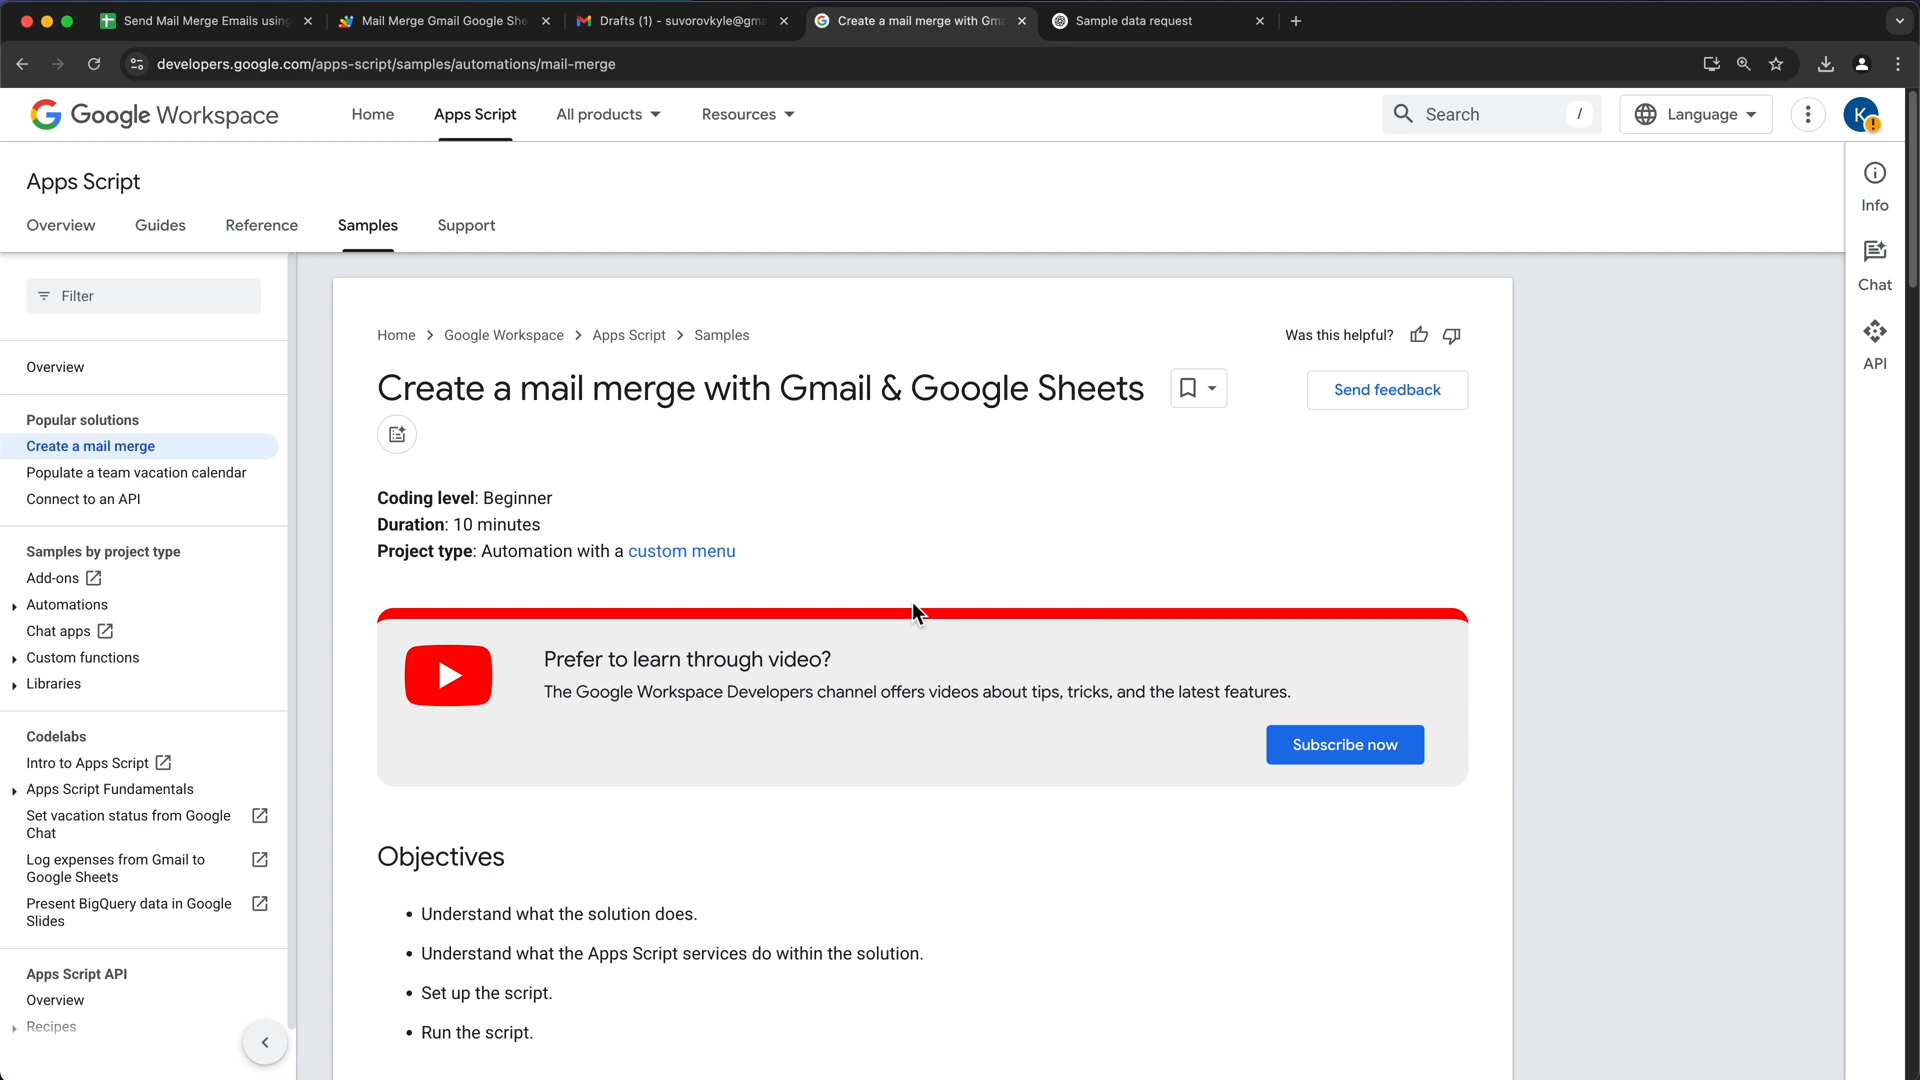 Send Mail Merge Emails using
Mail Merge Gmail Google She
Drafts (1) - suvorovkyle@gma
Create a mail merge with Gma
Sample data request
developers.google.com/apps-script/samples/automations/mail-merge
Google Workspace
Home
Apps Script
All products
Resources
Search
/
Language
K
Apps Script
Overview
Guides
Reference
Samples
Support
Info
Chat
API
Filter
Overview
Popular solutions
Create a mail merge
Populate a team vacation calendar
Connect to an API
Samples by project type
Add-ons
Automations
Chat apps
Custom functions
Libraries
Codelabs
Intro to Apps Script
Apps Script Fundamentals
Set vacation status from Google
Chat
Log expenses from Gmail to
Google Sheets
Present BigQuery data in Google
Slides
Apps Script API
Overview
Recipes
Home > Google Workspace > Apps Script > Samples
Was this helpful?
Create a mail merge with Gmail & Google Sheets
Send feedback
Coding level: Beginner
Duration: 10 minutes
Project type: Automation with a custom menu
Prefer to learn through video?
The Google Workspace Developers channel offers videos about tips, tricks, and the latest features.
Subscribe now
Objectives
• Understand what the solution does.
• Understand what the Apps Script services do within the solution.
• Set up the script.
• Run the script.